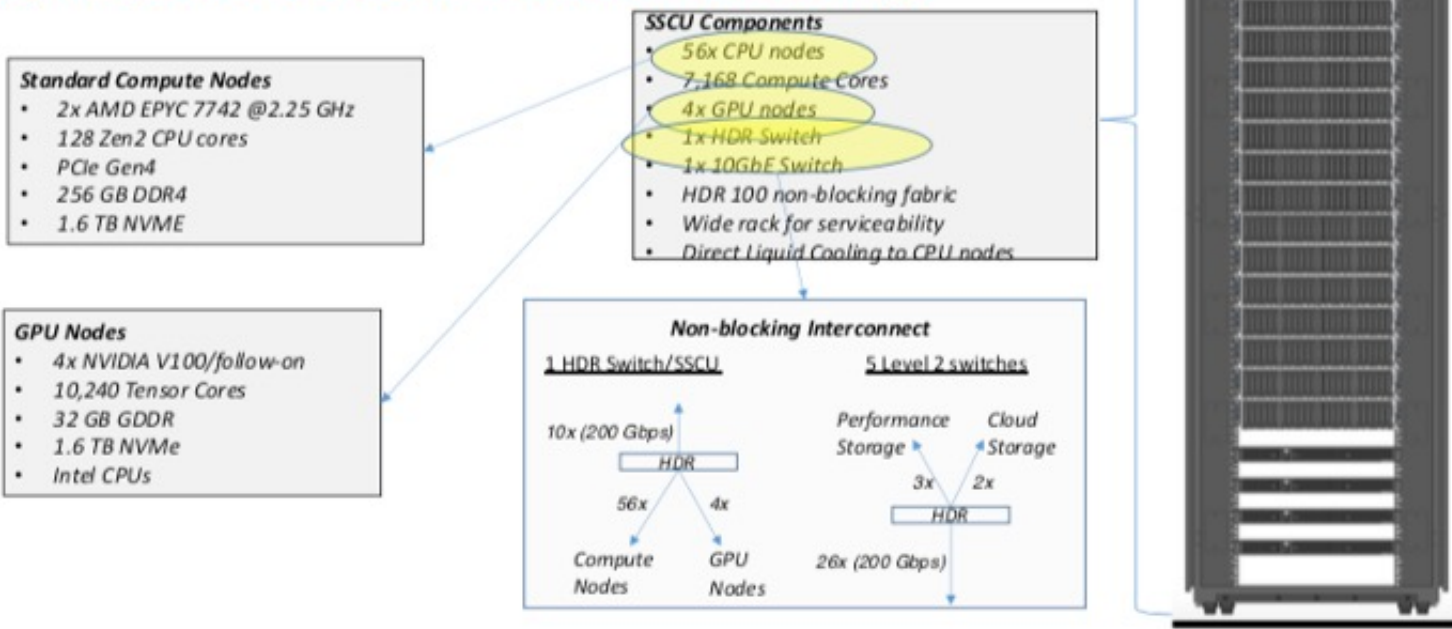 SSCU Components
• 56x CPU nodes
• 7,168 Compute Cores
• 4x GPU nodes
• 1x HDR Switch
• 1x 10GbE Switch
• HDR 100 non-blocking fabric
• Wide rack for serviceability
• Direct Liquid Cooling to CPU nodes
Standard Compute Nodes
• 2x AMD EPYC 7742 @2.25 GHz
• 128 Zen2 CPU cores
• PCIe Gen4
• 256 GB DDR4
• 1.6 TB NVME
GPU Nodes
• 4x NVIDIA V100/follow-on
• 10,240 Tensor Cores
• 32 GB GDDR
• 1.6 TB NVMe
• Intel CPUs
Non-blocking Interconnect
1 HDR Switch/SSCU
10x (200 Gbps)
HDR
56x
4x
Compute
Nodes
GPU
Nodes
5 Level 2 switches
Performance
Storage
Cloud
Storage
3x
2x
HDR
26x (200 Gbps)